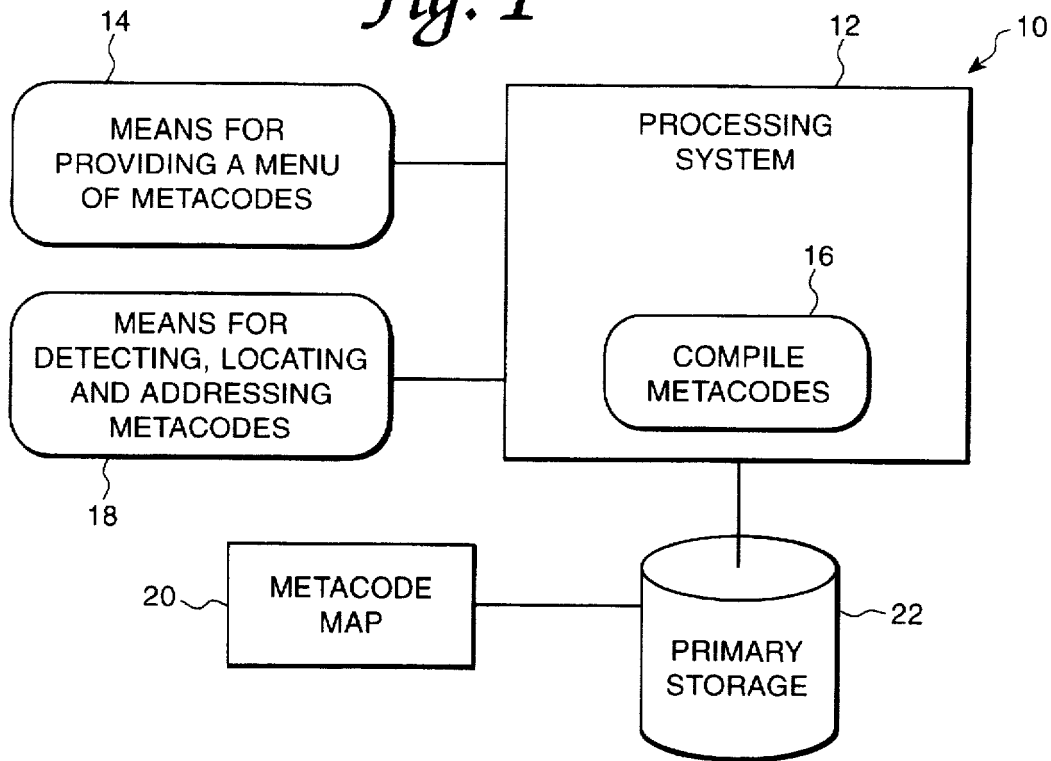 Fig. 1
14
12
10
MEANS FOR
PROVIDING A MENU
OF METACODES
PROCESSING
SYSTEM
16
COMPILE
METACODES
MEANS FOR
DETECTING, LOCATING
AND ADDRESSING
METACODES
18
20
METACODE
MAP
22
PRIMARY
STORAGE